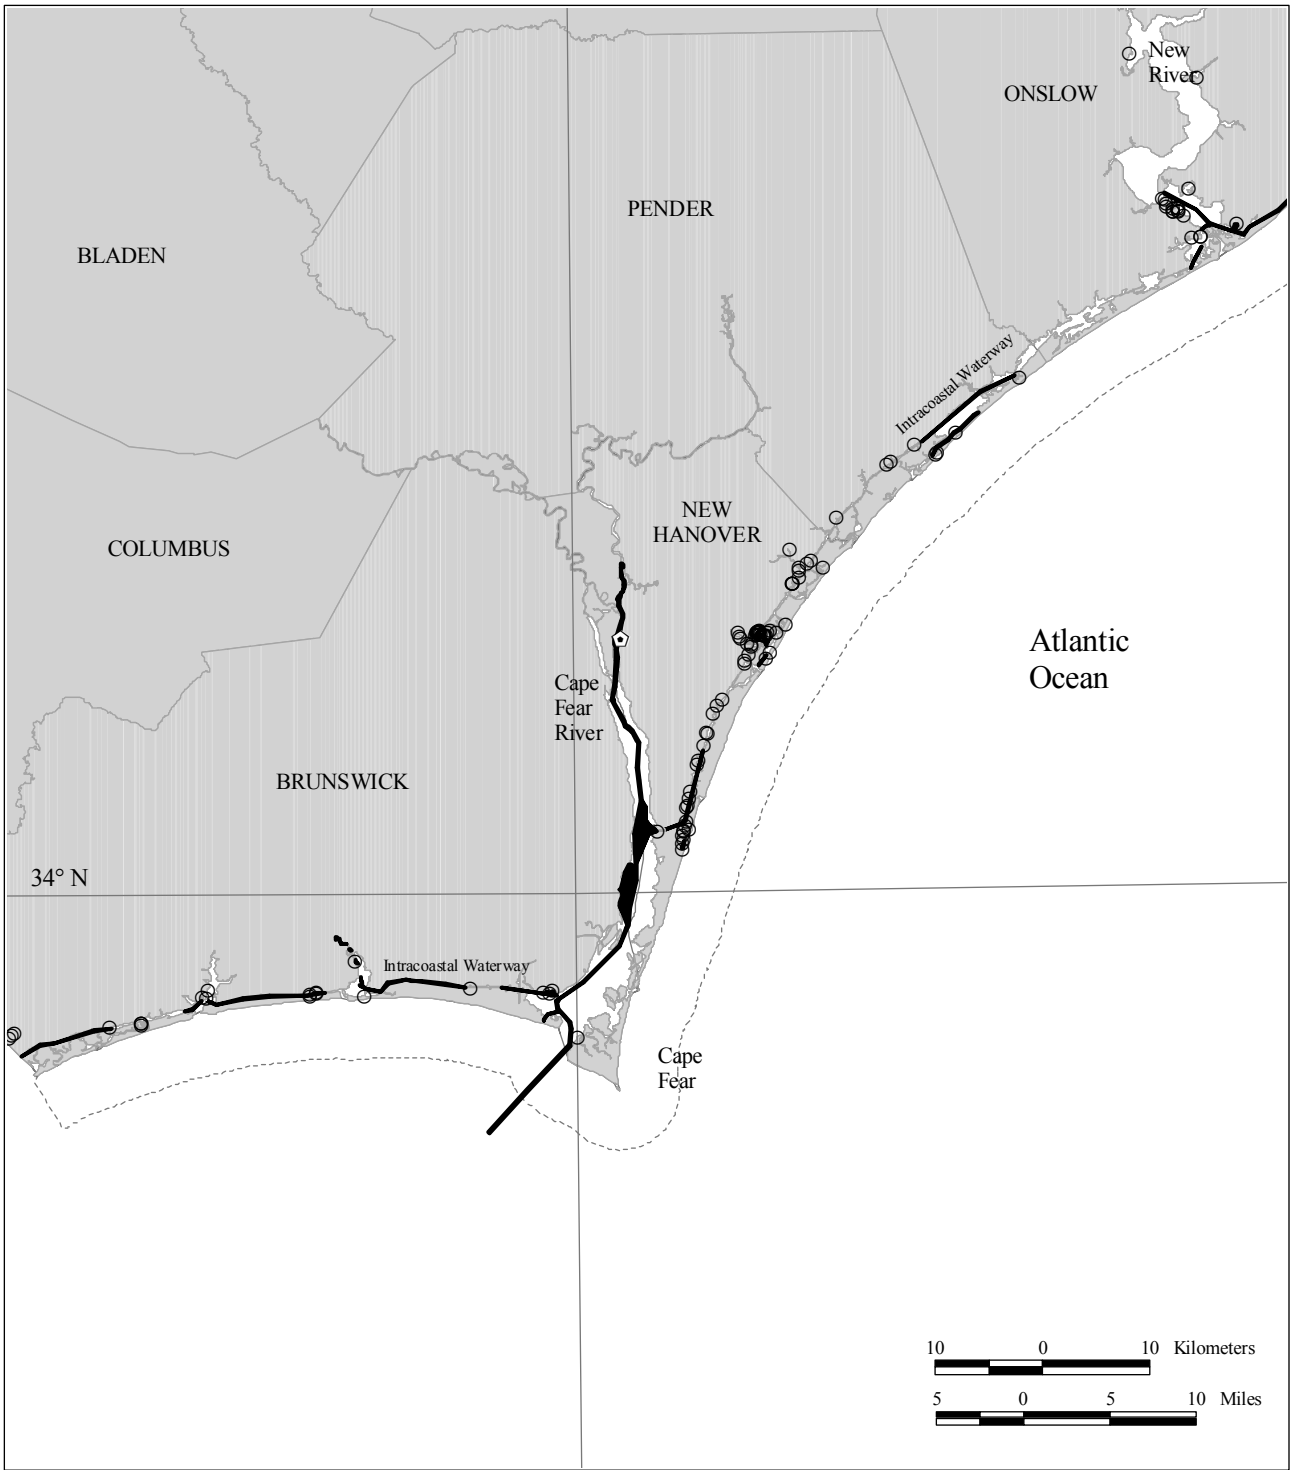 New
River
ONSLOW
PENDER
BLADEN
Intracoastal Waterway
NEW
HANOVER
COLUMBUS
Atlantic
Ocean
Cape
Fear
River
BRUNSWICK
34° N
Intracoastal Waterway
Cape
Fear
10 0 10 Kilometers
5 0 5 10 Miles